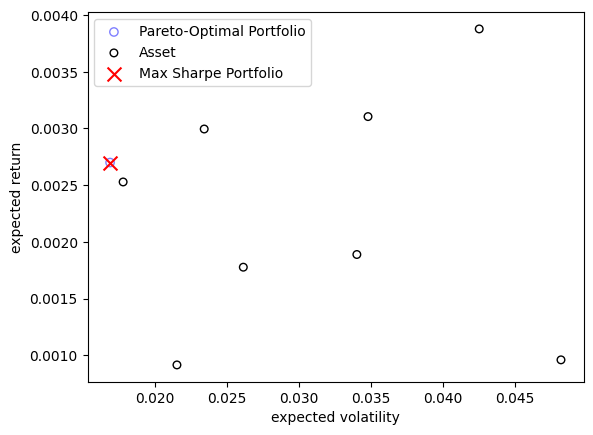 0.0040
0.0035
0.0030
0.0025
0.0020
0.0015
0.0010
expected return
Pareto-Optimal Portfolio
Asset
Max Sharpe Portfolio
0.020 0.025 0.030 0.035 0.040 0.045
expected volatility